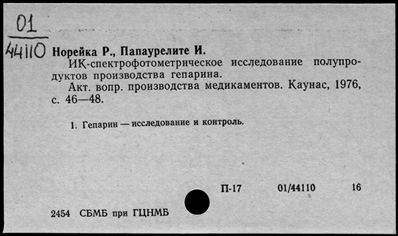 01
44110
Норейка Р., Папаурелите И.
ИҚ-спектрофотометрическое исследование полупро-
дуктов производства гепарина.
Акт. вопр. производства медикаментов. Каунас, 1976,
с. 46—48.
1. Гепарин — исследование и контроль.
П-17 01/44110 16
2454 СБМБ при ГЦНМБ